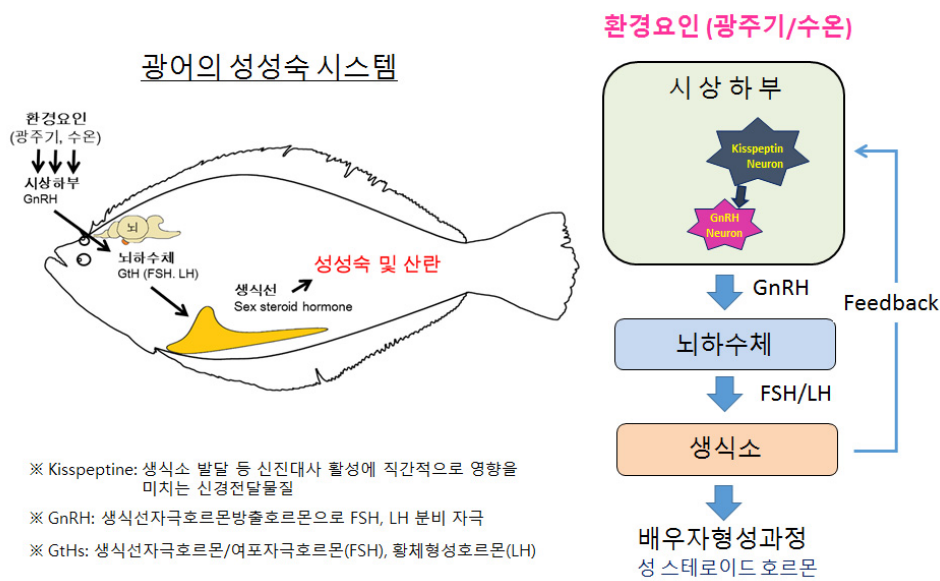 광어의 성성숙 시스템
환경요인
(광주기, 수온)
시상하부
GnRH
뇌
뇌하수체
GtH (FSH. LH)
생식선
Sex steroid hormone
성성숙 및 산란
※ Kisspeptine: 생식소 발달 등 신진대사 활성에 직간적으로 영향을
미치는 신경전달물질
※ GnRH: 생식선자극호르몬방출호르몬으로 FSH, LH 분비 자극
※ GtHs: 생식선자극호르몬/여포자극호르몬(FSH), 황체형성호르몬(LH)
환경요인 (광주기/수온)
시상하부
Kisspeptin
Neuron
GnRH
Neuron
GnRH
Feedback
뇌하수체
FSH/LH
생식소
배우자형성과정
성 스테로이드 호르몬